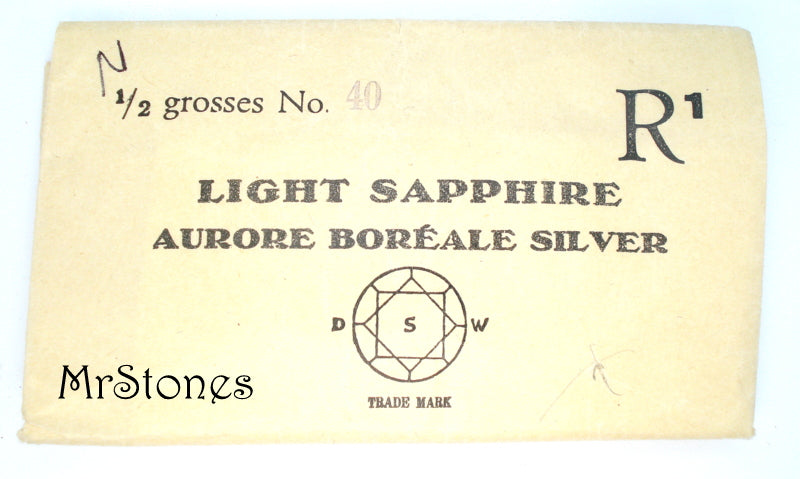 N
1/2 grosses No. 40
R1
LIGHT SAPPHIRE
AURORE BORÉALE SILVER
D S W
TRADE MARK
MrStones